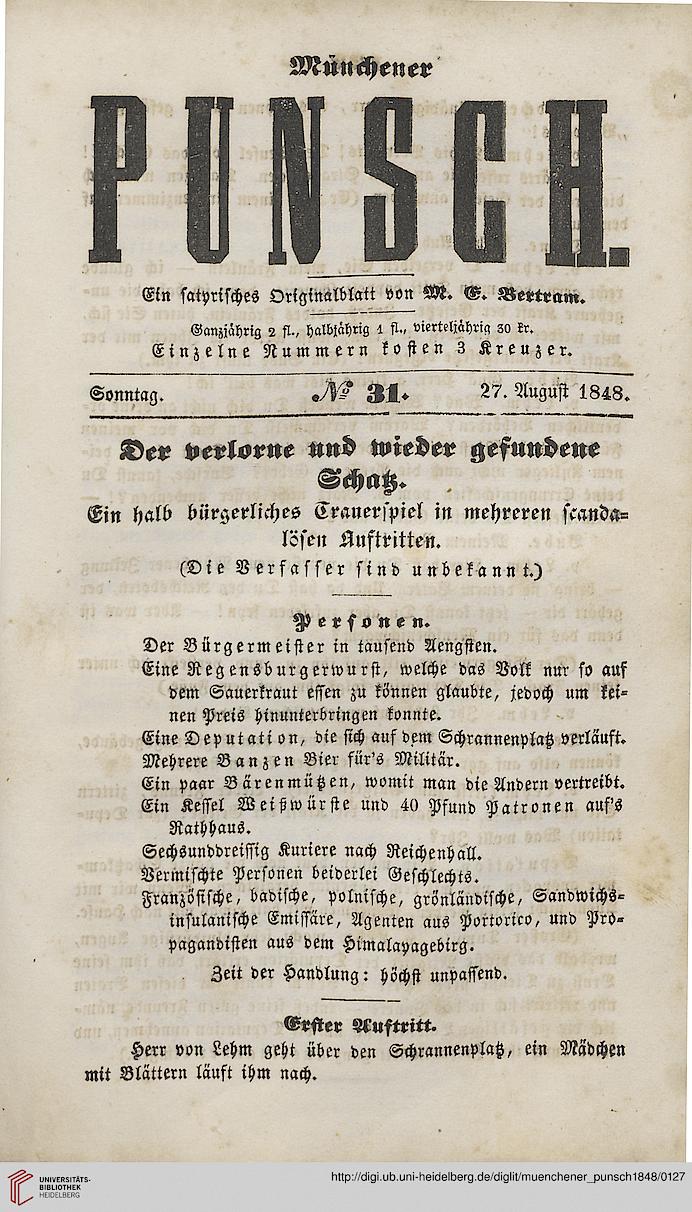 Münchener
PUNSCH.
Ein satyrisches Originalblatt von M. E. Bertram.
Ganzjährig 2 fl., halbjährig 1 fl., vierteljährig 30 kr.
Einzelne Nummern kosten 3 Kreuzer.
Sonntag. № 31. 27. August 1848.
Der verlorne und wieder gefundene
Schatz.
Ein halb bürgerliches Trauerspiel in mehreren scanda-
lösen Auftritten.
(Die Verfasser sind unbekannt.)
Personen.
Der Bürgermeister in tausend Aengsten.
Eine Regensburgerwurst, welche das Volk nur so auf
dem Sauerkraut essen zu können glaubte, jedoch um kei-
nen Preis hinunterbringen konnte.
Eine Deputation, die sich auf dem Schrannenplatz verläuft.
Mehrere Banzen Bier für's Militär.
Ein paar Bärenmützen, womit man die Andern vertreibt.
Ein Kessel Weißwürste und 40 Pfund Patronen auf's
Rathhaus.
Sechsunddreissig Kuriere nach Reichenhall.
Vermischte Personen beiderlei Geschlechts.
Französische, badische, polnische, grönländische, Sandwichs-
insulanische Emissäre, Agenten aus Portorico, und Pro-
pagandisten aus dem Himalayagebirg.
Zeit der Handlung: höchst unpassend.
Erster Auftritt.
Herr von Lehm geht über den Schrannenplatz, ein Mädchen
mit Blättern läuft ihm nach.
UNIVERSITÄTS-
BIBLIOTHEK
HEIDELBERG
http://digi.ub.uni-heidelberg.de/diglit/muenchener_punsch1848/0127